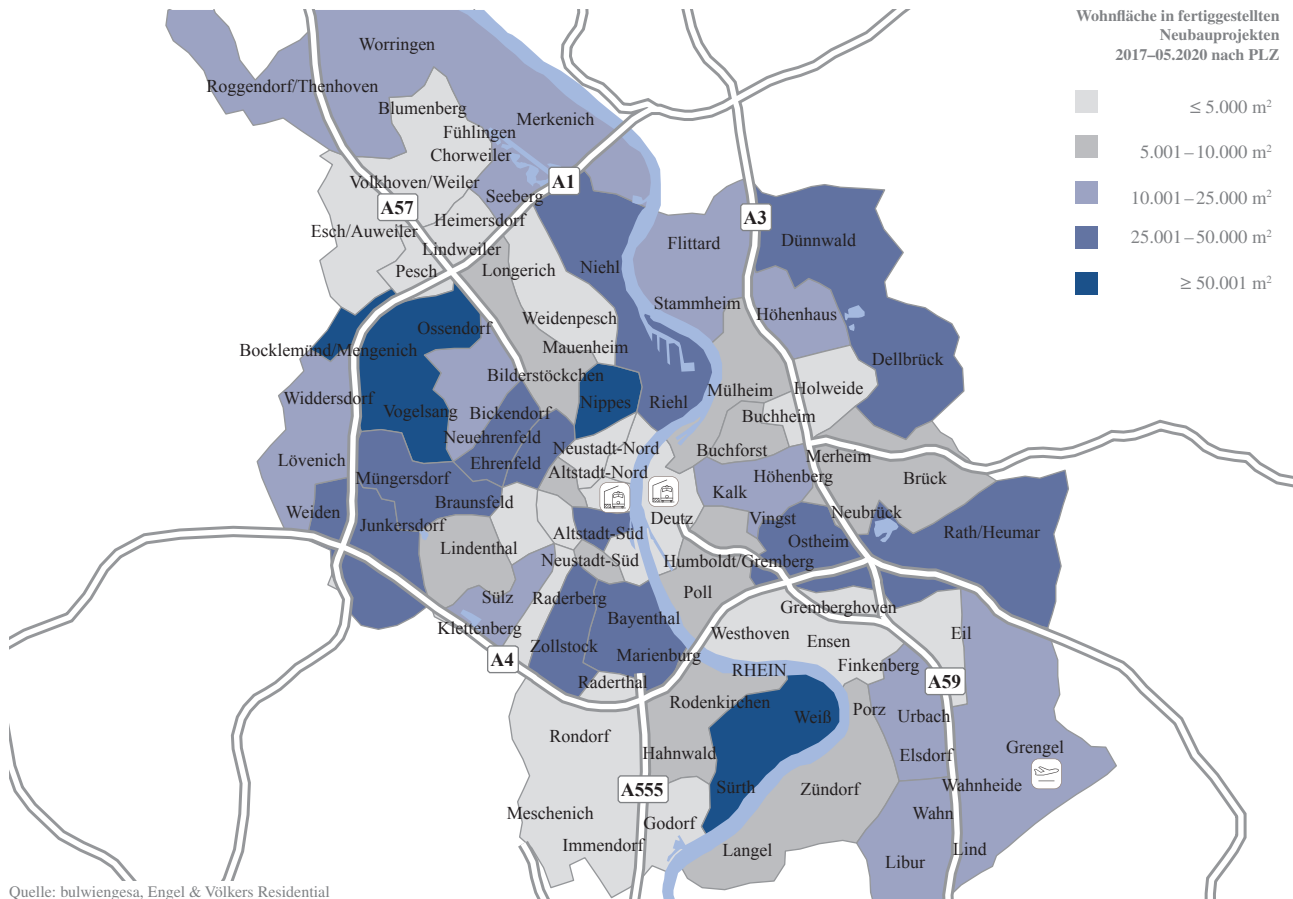 Wohnfläche in fertiggestellten
Neubauprojekten
2017–05.2020 nach PLZ
≤ 5.000 m²
5.001–10.000 m²
10.001–25.000 m²
25.001–50.000 m²
≥ 50.001 m²
Worringen
Roggendorf/Thenhoven
Blumenberg
Merkenich
Fühlingen
Chorweiler
Volkhoven/Weiler
A1
Seeberg
A57
Heimersdorf
A3
Esch/Auweiler
Flittard
Dünnwald
Lindweiler
Pesch
Longerich
Niehl
Stammheim
Höhenhaus
Weidenpesch
Ossendorf
Mauenheim
Bocklemünd/Mengenich
Dellbrück
Bilderstöckchen
Mülheim
Holweide
Widdersdorf
Nippes
Riehl
Vogelsang
Bickendorf
Buchheim
Neuehrenfeld
Neustadt-Nord
Buchforst
Lövenich
Ehrenfeld
Altstadt-Nord
Merheim
Müngersdorf
Höhenberg
Brück
Kalk
Braunsfeld
Weiden
Junkersdorf
Deutz
Vingst
Neubrück
Altstadt-Süd
Ostheim
Rath/Heumar
Lindenthal
Neustadt-Süd
Humboldt/Gremberg
Sülz
Raderberg
Poll
Gremberghoven
Klettenberg
Bayenthal
Westhoven
Ensen
Eil
Zollstock
Marienburg
A4
RHEIN
Finkenberg
Raderthal
A59
Rodenkirchen
Weiß
Porz
Urbach
Rondorf
Hahnwald
Elsdorf
Grengel
Sürth
A555
Zündorf
Wahnheide
Meschenich
Godorf
Wahn
Immendorf
Langel
Libur
Lind
Quelle: bulwiengesa, Engel & Völkers Residential